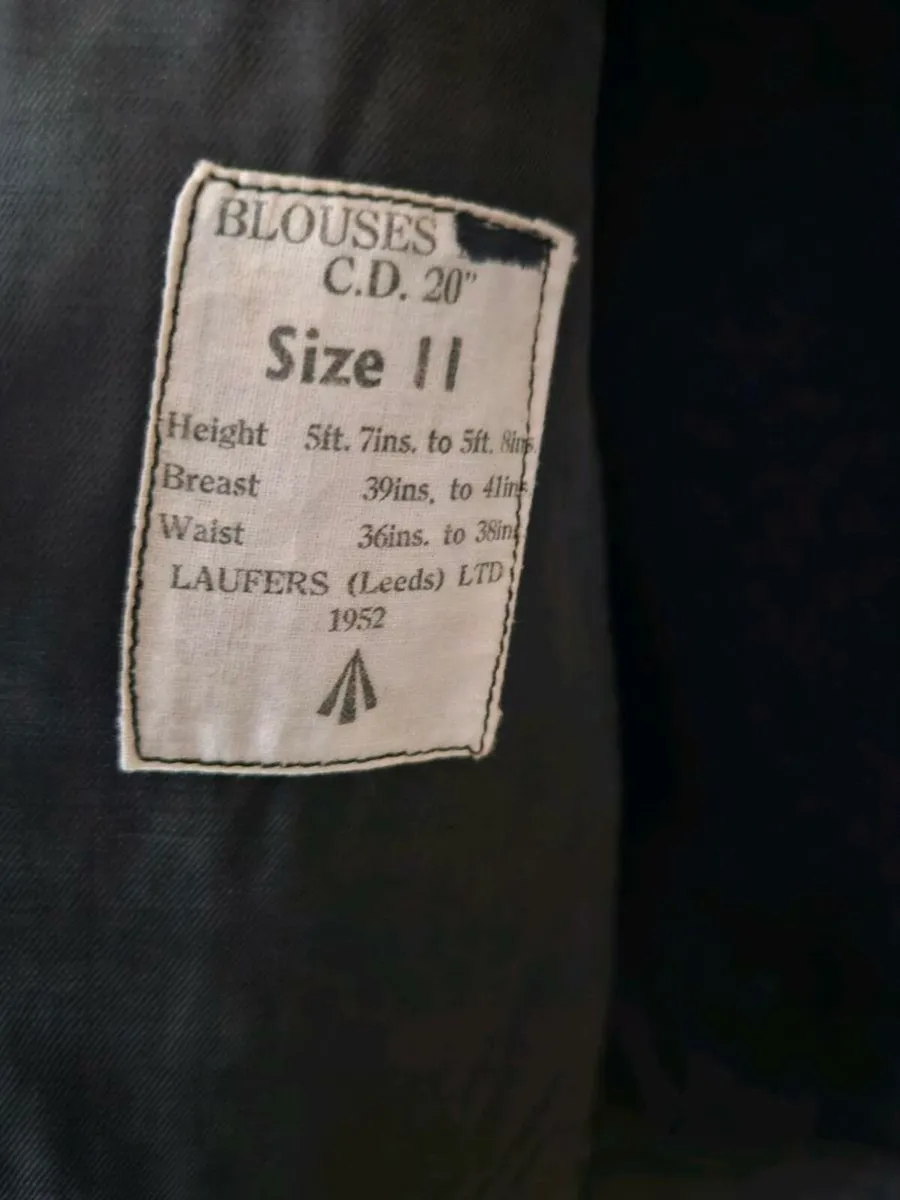 BLOUSES
C.D. 20"
Size 11
Height 5ft. 7ins. to 5ft. 8ins.
Breast 39ins. to 41ins.
Waist 36ins. to 38ins
LAUFERS (Leeds) LTD
1952